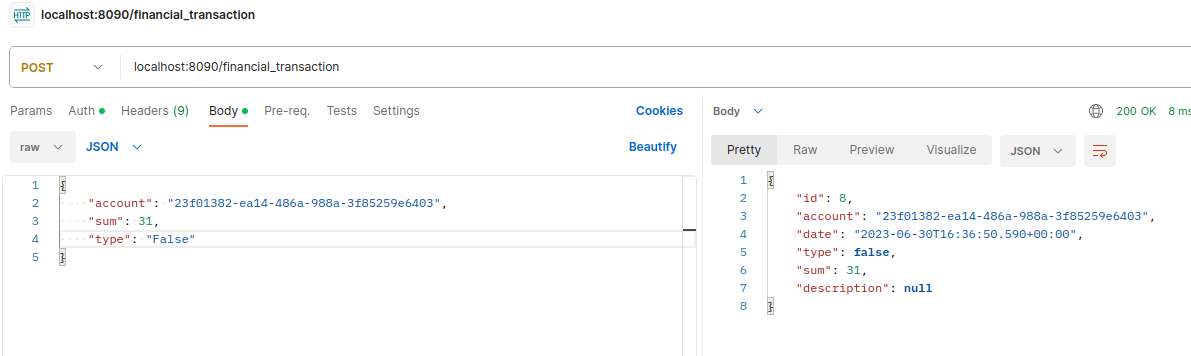 HTTP localhost:8090/financial_transaction
POST localhost:8090/financial_transaction
Params Auth Headers (9) Body Pre-req. Tests Settings Cookies
raw JSON Beautify
1 {
2 "account": "23f01382-ea14-486a-988a-3f85259e6403",
3 "sum": 31,
4 "type": "False"
5 }
Body 200 OK 8 ms
Pretty Raw Preview Visualize JSON
1 {
2 "id": 8,
3 "account": "23f01382-ea14-486a-988a-3f85259e6403",
4 "date": "2023-06-30T16:36:50.590+00:00",
5 "type": false,
6 "sum": 31,
7 "description": null
8 }